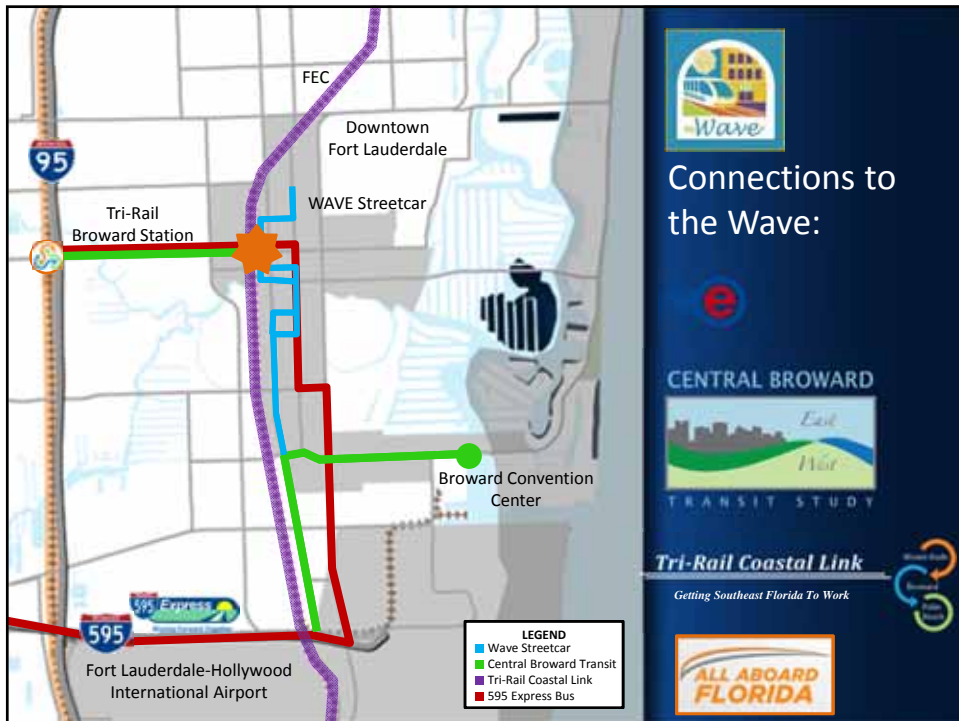 FEC
Downtown
Fort Lauderdale
95
WAVE Streetcar
Tri-Rail
Broward Station
Broward Convention
Center
595 Express
595
Fort Lauderdale-Hollywood
International Airport
LEGEND
Wave Streetcar
Central Broward Transit
Tri-Rail Coastal Link
595 Express Bus
Wave
Connections to
the Wave:
e
CENTRAL BROWARD
East
West
TRANSIT STUDY
Tri-Rail Coastal Link
Getting Southeast Florida To Work
ALL ABOARD
FLORIDA